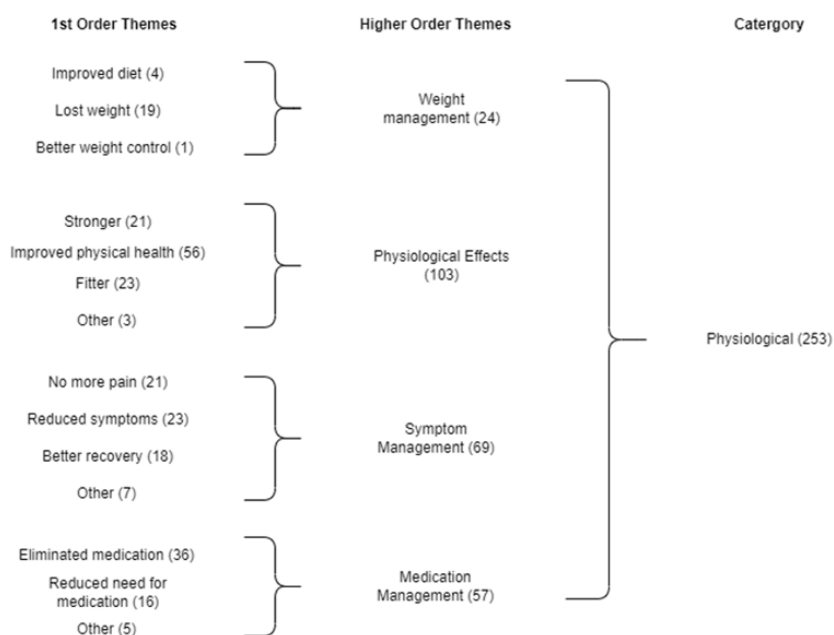 1st Order Themes
Higher Order Themes
Catergory
Improved diet (4)
Lost weight (19)
Better weight control (1)
Weight
management (24)
Stronger (21)
Improved physical health (56)
Fitter (23)
Other (3)
Physiological Effects
(103)
No more pain (21)
Reduced symptoms (23)
Better recovery (18)
Other (7)
Symptom
Management (69)
Eliminated medication (36)
Reduced need for
medication (16)
Other (5)
Medication
Management (57)
Physiological (253)